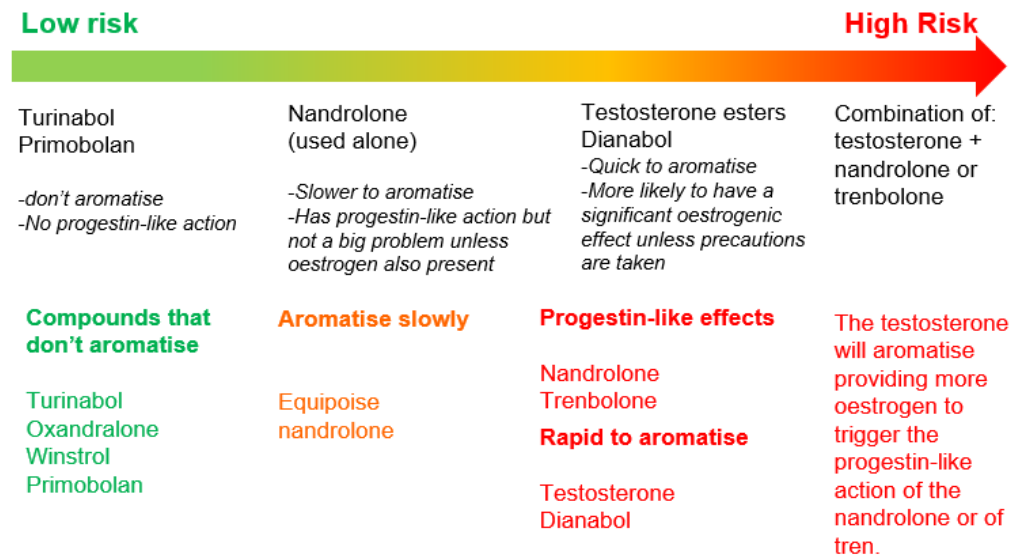 Low risk
High Risk
Turinabol
Primobolan
-don’t aromatise
-No progestin-like action
Nandrolone
(used alone)
-Slower to aromatise
-Has progestin-like action but
not a big problem unless
oestrogen also present
Testosterone esters
Dianabol
-Quick to aromatise
-More likely to have a
significant oestrogenic
effect unless precautions
are taken
Combination of:
testosterone +
nandrolone or
trenbolone
Compounds that
don’t aromatise
Turinabol
Oxandralone
Winstrol
Primobolan
Aromatise slowly
Equipoise
nandrolone
Progestin-like effects
Nandrolone
Trenbolone
Rapid to aromatise
Testosterone
Dianabol
The testosterone
will aromatise
providing more
oestrogen to
trigger the
progestin-like
action of the
nandrolone or of
tren.